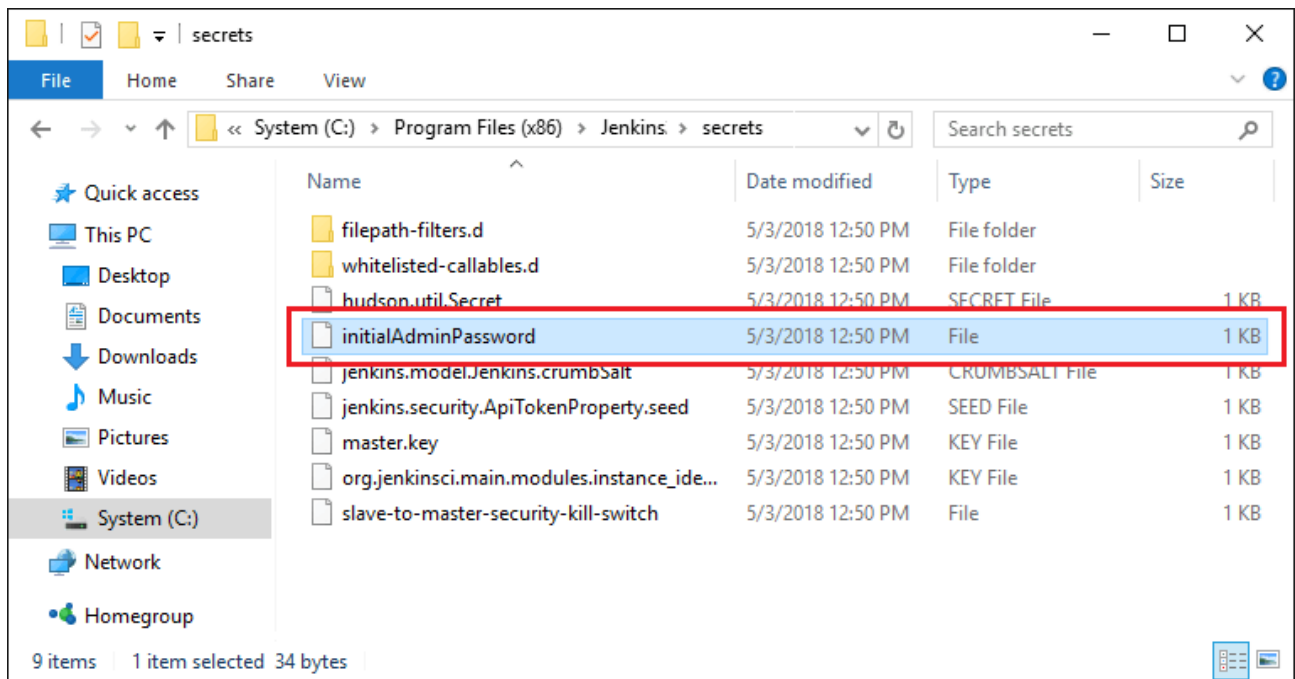 secrets
File Home Share View
« System (C:) > Program Files (x86) > Jenkins > secrets Search secrets
Name Date modified Type Size
Quick access
This PC
Desktop
Documents
Downloads
Music
Pictures
Videos
System (C:)
Network
Homegroup
filepath-filters.d 5/3/2018 12:50 PM File folder
whitelisted-callables.d 5/3/2018 12:50 PM File folder
hudson.util.Secret 5/3/2018 12:50 PM SECRET File 1 KB
initialAdminPassword 5/3/2018 12:50 PM File 1 KB
jenkins.model.Jenkins.crumbSalt 5/3/2018 12:50 PM CRUMBSALT File 1 KB
jenkins.security.ApiTokenProperty.seed 5/3/2018 12:50 PM SEED File 1 KB
master.key 5/3/2018 12:50 PM KEY File 1 KB
org.jenkinsci.main.modules.instance_ide... 5/3/2018 12:50 PM KEY File 1 KB
slave-to-master-security-kill-switch 5/3/2018 12:50 PM File 1 KB
9 items 1 item selected 34 bytes